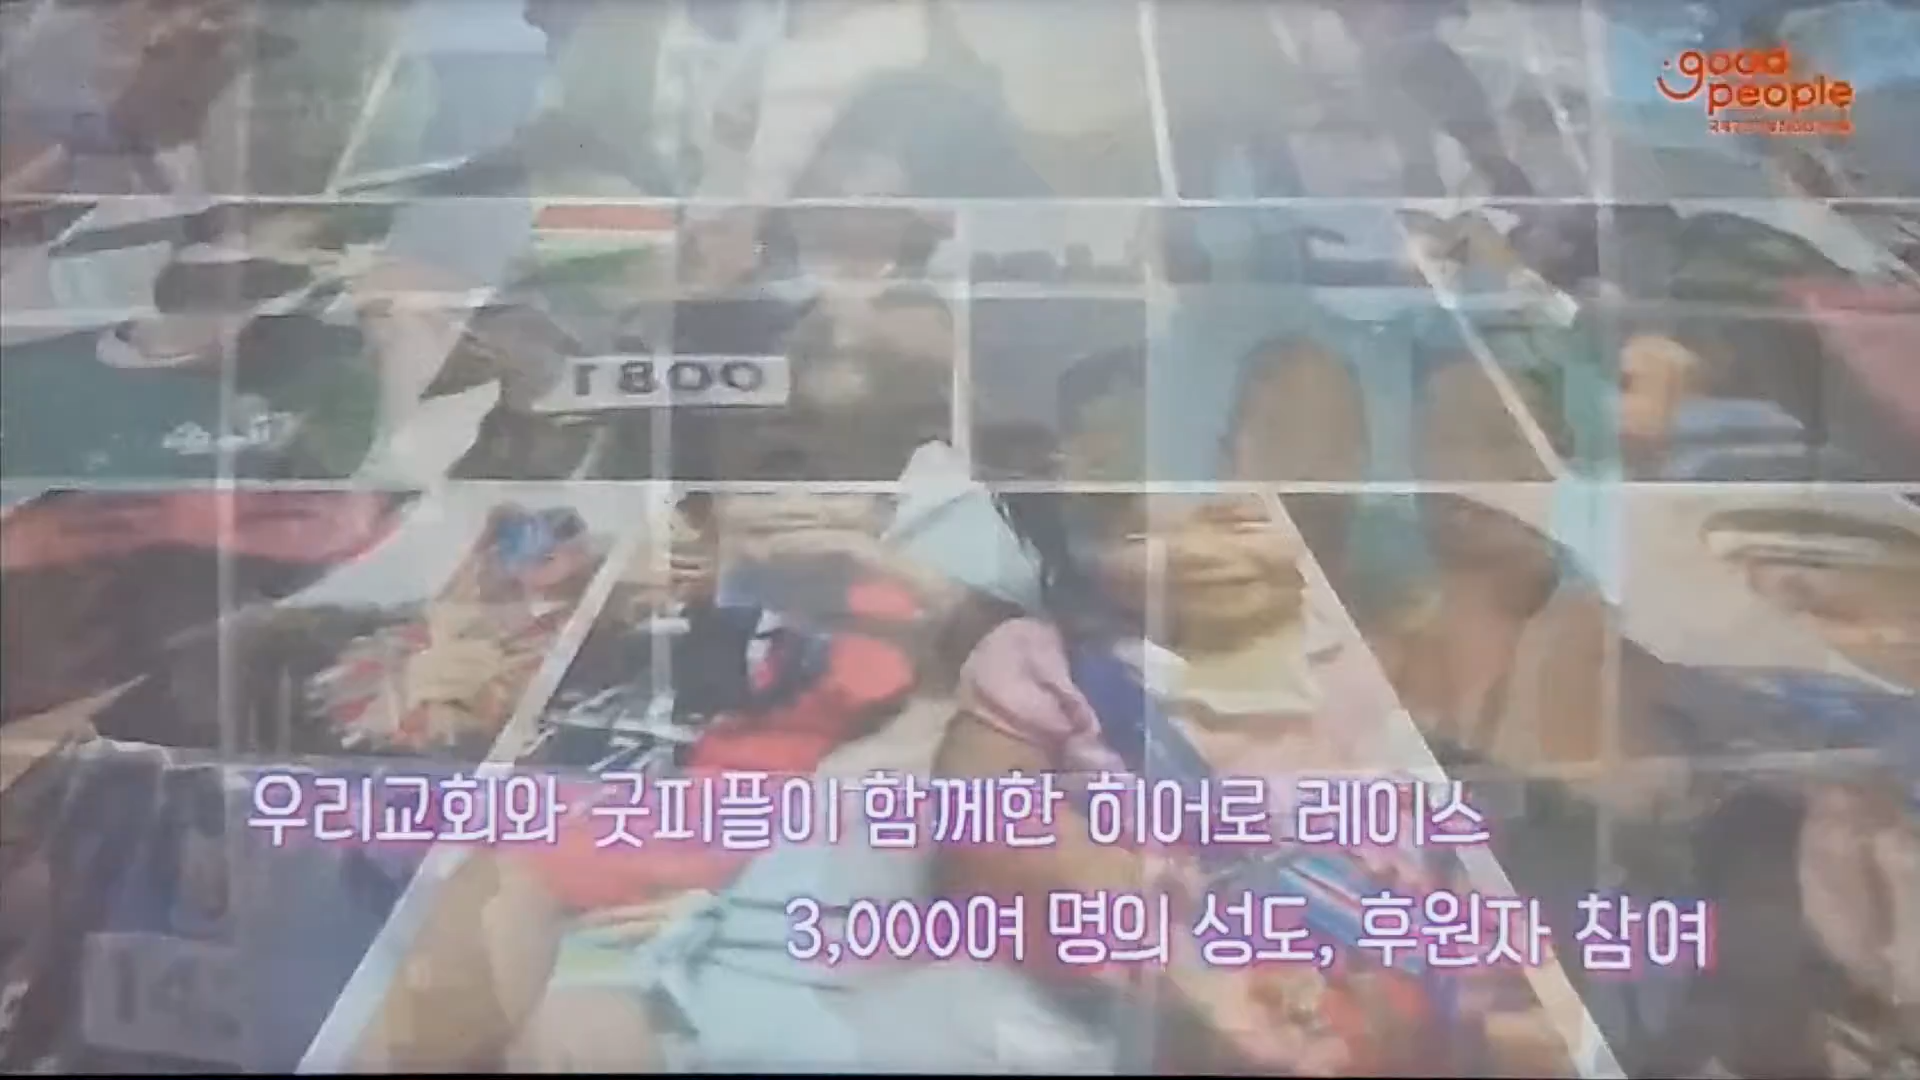 good
people
1800
우리교회와 굿피플이 함께한 히어로 레이스
3,000여 명의 성도, 후원자 참여